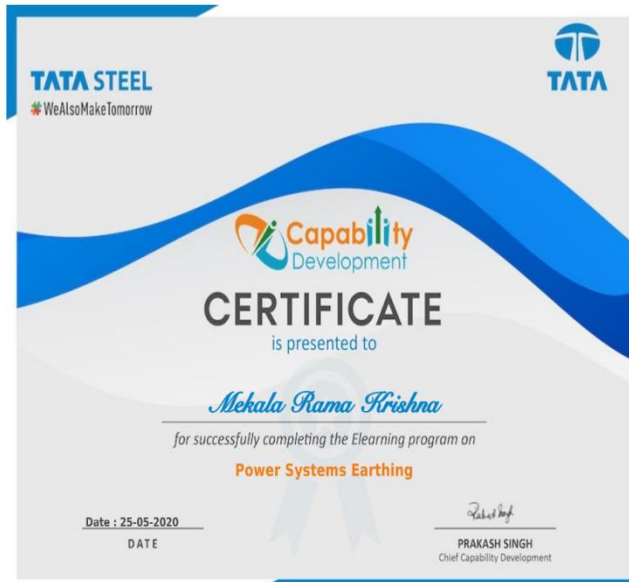 TATA STEEL
#WeAlsoMakeTomorrow
TATA
Capability
Development
CERTIFICATE
is presented to
Mekala Rama Krishna
for successfully completing the Elearning program on
Power Systems Earthing
Date : 25-05-2020
DATE
PRAKASH SINGH
Chief Capability Development